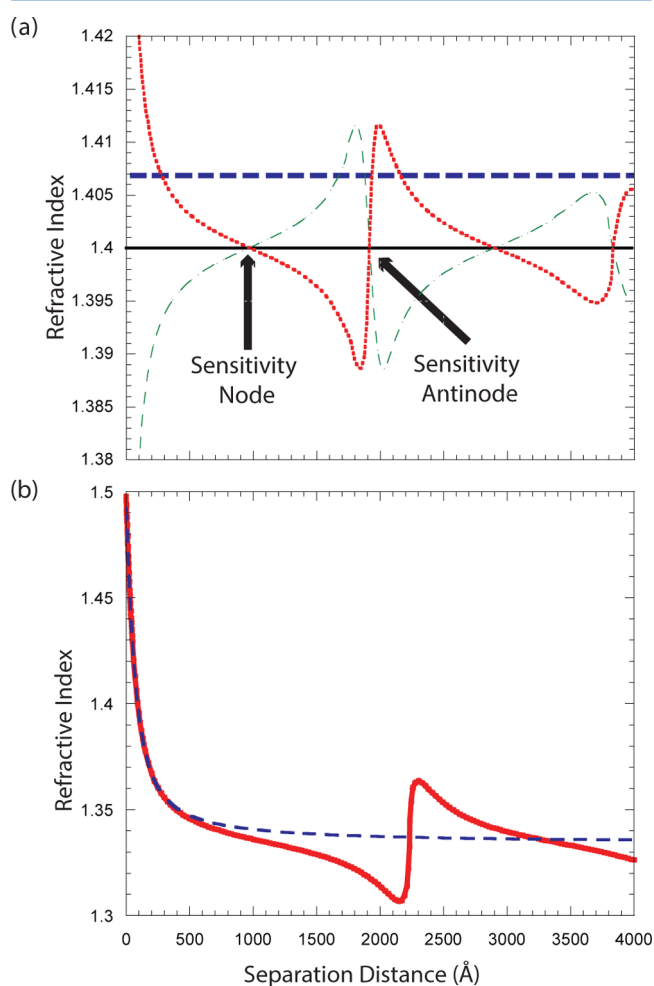 (a)
1.42
1.415
1.41
1.405
1.4
1.395
1.39
1.385
1.38
Refractive Index
Sensitivity
Node
Sensitivity
Antinode
(b)
1.5
1.45
1.4
1.35
1.3
Refractive Index
0 500 1000 1500 2000 2500 3000 3500 4000
Separation Distance (Å)